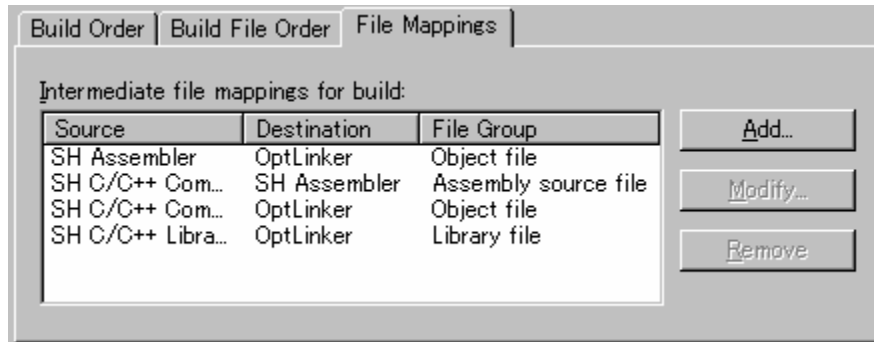 Build Order Build File Order File Mappings
Intermediate file mappings for build:
Source Destination File Group
SH Assembler OptLinker Object file
SH C/C++ Com... SH Assembler Assembly source file
SH C/C++ Com... OptLinker Object file
SH C/C++ Libra... OptLinker Library file
Add...
Modify...
Remove